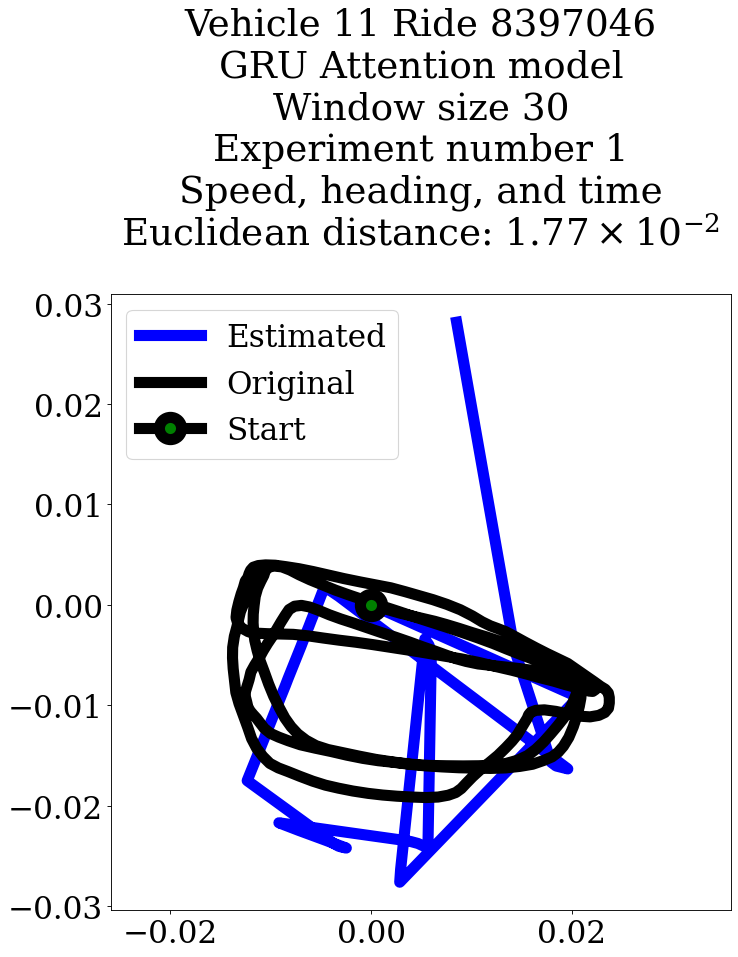 Vehicle 11 Ride 8397046
GRU Attention model
Window size 30
Experiment number 1
Speed, heading, and time
Euclidean distance: 1.77 × 10⁻²
0.03
Estimated
Original
0.02
Start
0.01
0.00
−0.01
−0.02
−0.03
−0.02 0.00 0.02